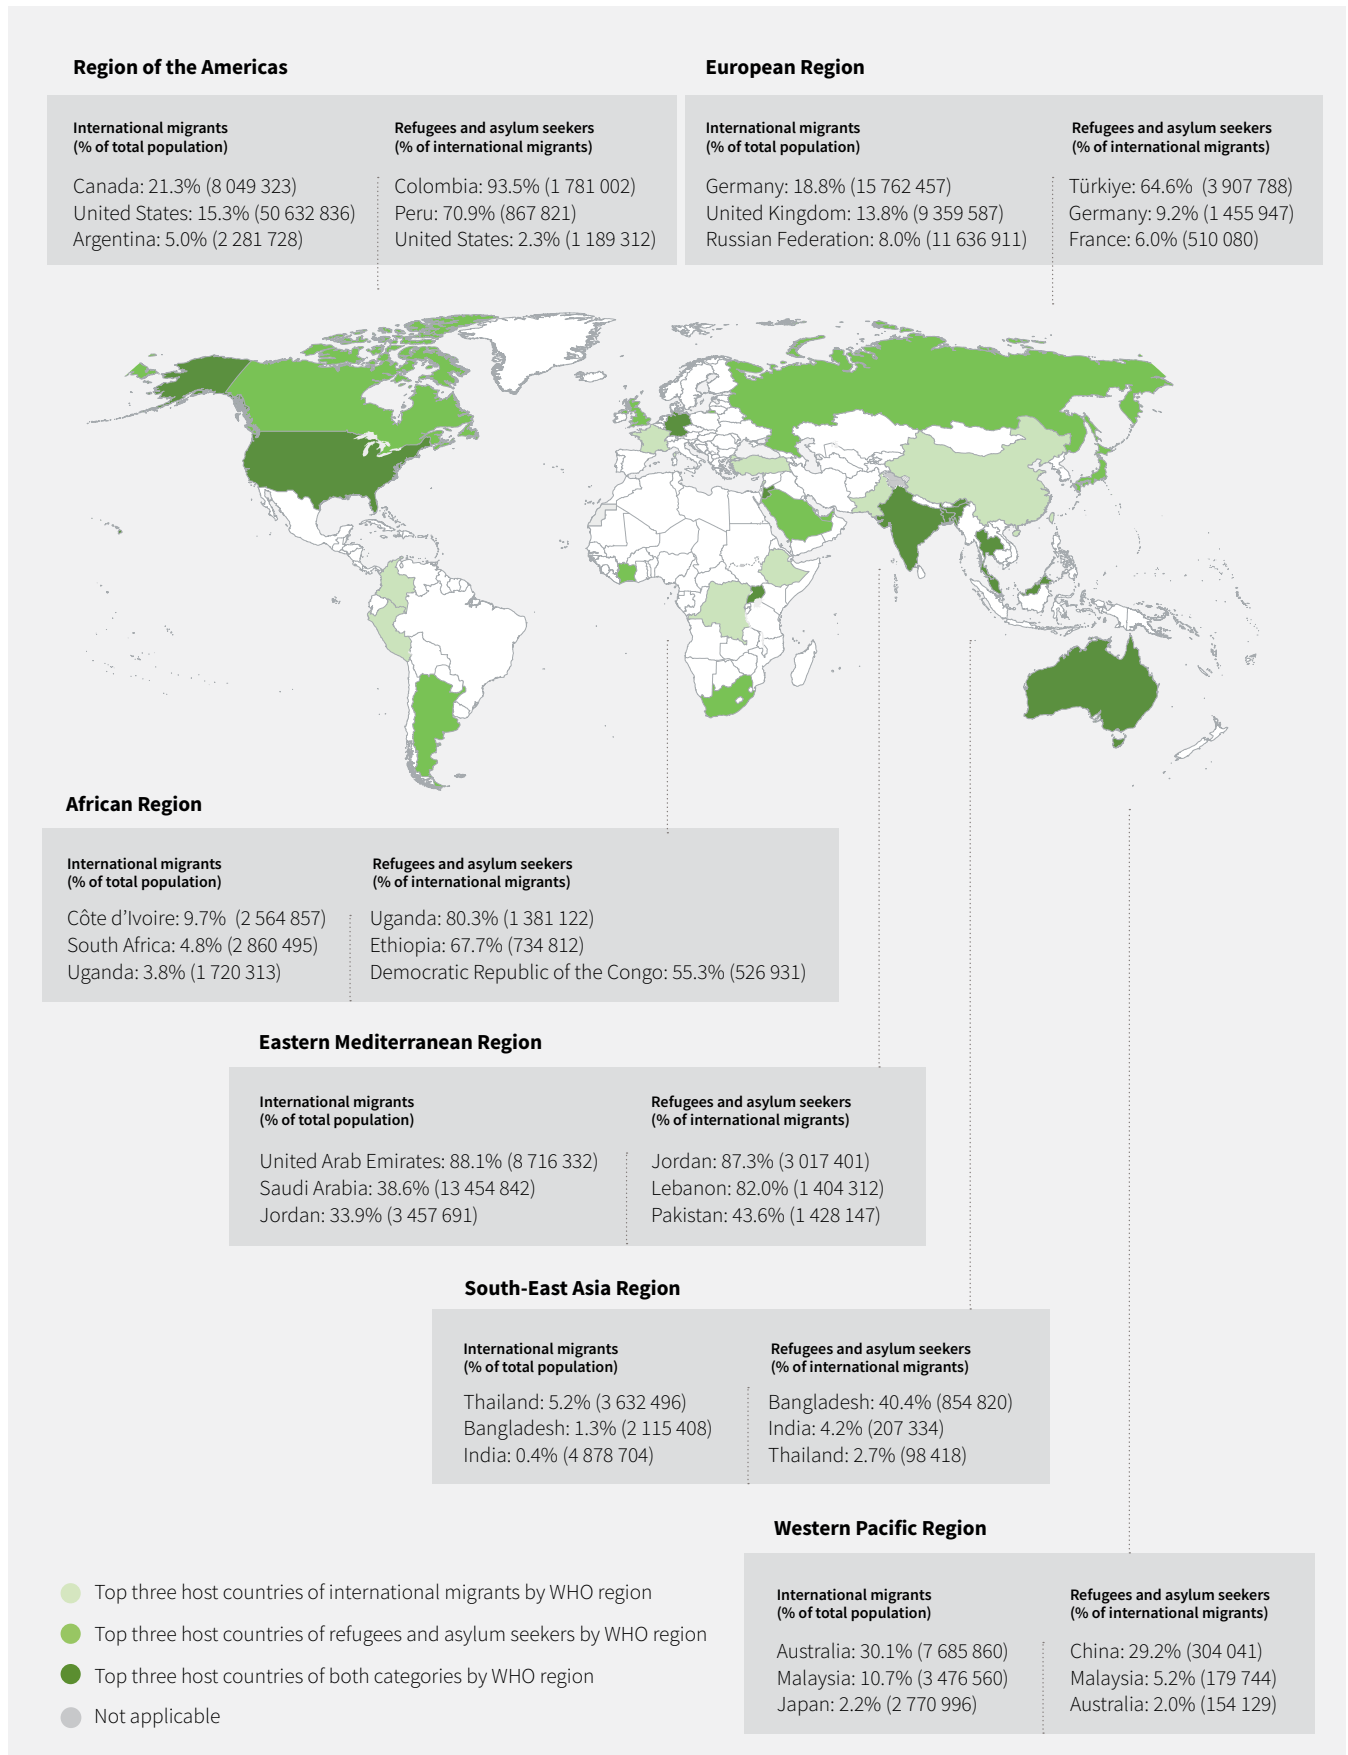 Region of the Americas
International migrants
(% of total population)
Canada: 21.3% (8 049 323)
United States: 15.3% (50 632 836)
Argentina: 5.0% (2 281 728)
Refugees and asylum seekers
(% of international migrants)
Colombia: 93.5% (1 781 002)
Peru: 70.9% (867 821)
United States: 2.3% (1 189 312)
European Region
International migrants
(% of total population)
Germany: 18.8% (15 762 457)
United Kingdom: 13.8% (9 359 587)
Russian Federation: 8.0% (11 636 911)
Refugees and asylum seekers
(% of international migrants)
Türkiye: 64.6% (3 907 788)
Germany: 9.2% (1 455 947)
France: 6.0% (510 080)
African Region
International migrants
(% of total population)
Côte d’Ivoire: 9.7% (2 564 857)
South Africa: 4.8% (2 860 495)
Uganda: 3.8% (1 720 313)
Refugees and asylum seekers
(% of international migrants)
Uganda: 80.3% (1 381 122)
Ethiopia: 67.7% (734 812)
Democratic Republic of the Congo: 55.3% (526 931)
Eastern Mediterranean Region
International migrants
(% of total population)
United Arab Emirates: 88.1% (8 716 332)
Saudi Arabia: 38.6% (13 454 842)
Jordan: 33.9% (3 457 691)
Refugees and asylum seekers
(% of international migrants)
Jordan: 87.3% (3 017 401)
Lebanon: 82.0% (1 404 312)
Pakistan: 43.6% (1 428 147)
South-East Asia Region
International migrants
(% of total population)
Thailand: 5.2% (3 632 496)
Bangladesh: 1.3% (2 115 408)
India: 0.4% (4 878 704)
Refugees and asylum seekers
(% of international migrants)
Bangladesh: 40.4% (854 820)
India: 4.2% (207 334)
Thailand: 2.7% (98 418)
Western Pacific Region
International migrants
(% of total population)
Australia: 30.1% (7 685 860)
Malaysia: 10.7% (3 476 560)
Japan: 2.2% (2 770 996)
Refugees and asylum seekers
(% of international migrants)
China: 29.2% (304 041)
Malaysia: 5.2% (179 744)
Australia: 2.0% (154 129)
Top three host countries of international migrants by WHO region
Top three host countries of refugees and asylum seekers by WHO region
Top three host countries of both categories by WHO region
Not applicable